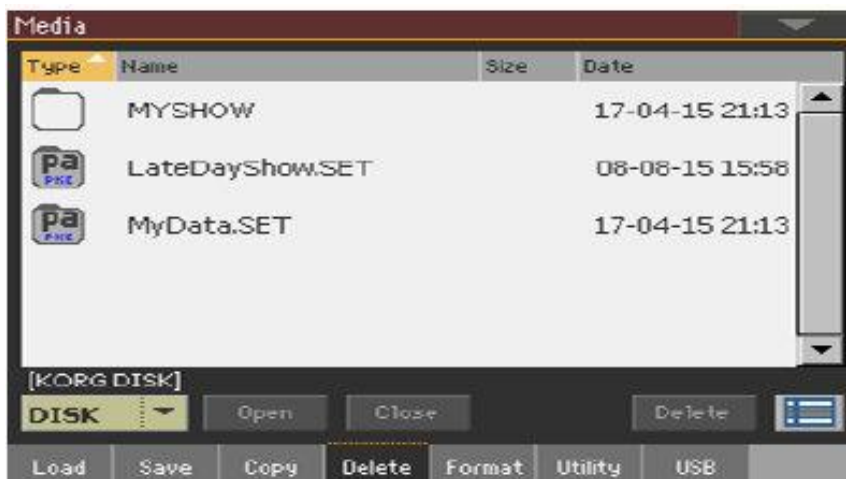 Media
Type Name Size Date
MYSHOW 17-04-15 21:13
Pa PKG LateDayShow.SET 08-08-15 15:58
Pa PKG MyData.SET 17-04-15 21:13
[KORG DISK]
DISK Open Close Delete
Load Save Copy Delete Format Utility USB